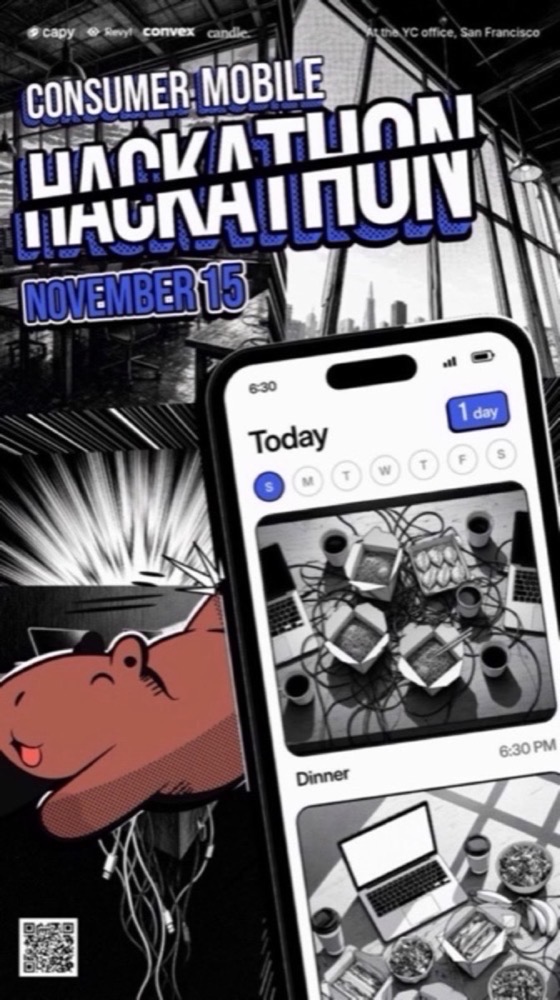 capy Revyl convex candle. At the YC office, San Francisco
CONSUMER MOBILE
HACKATHON
NOVEMBER 15
6:30
Today
1 day
S M T W T F S
Dinner 6:30 PM